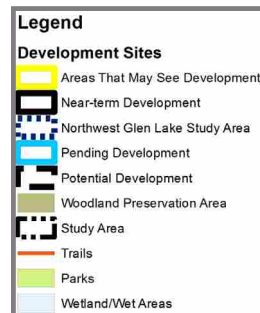 Legend
Development Sites
Areas That May See Development
Near-term Development
Northwest Glen Lake Study Area
Pending Development
Potential Development
Woodland Preservation Area
Study Area
Trails
Parks
Wetland/Wet Areas